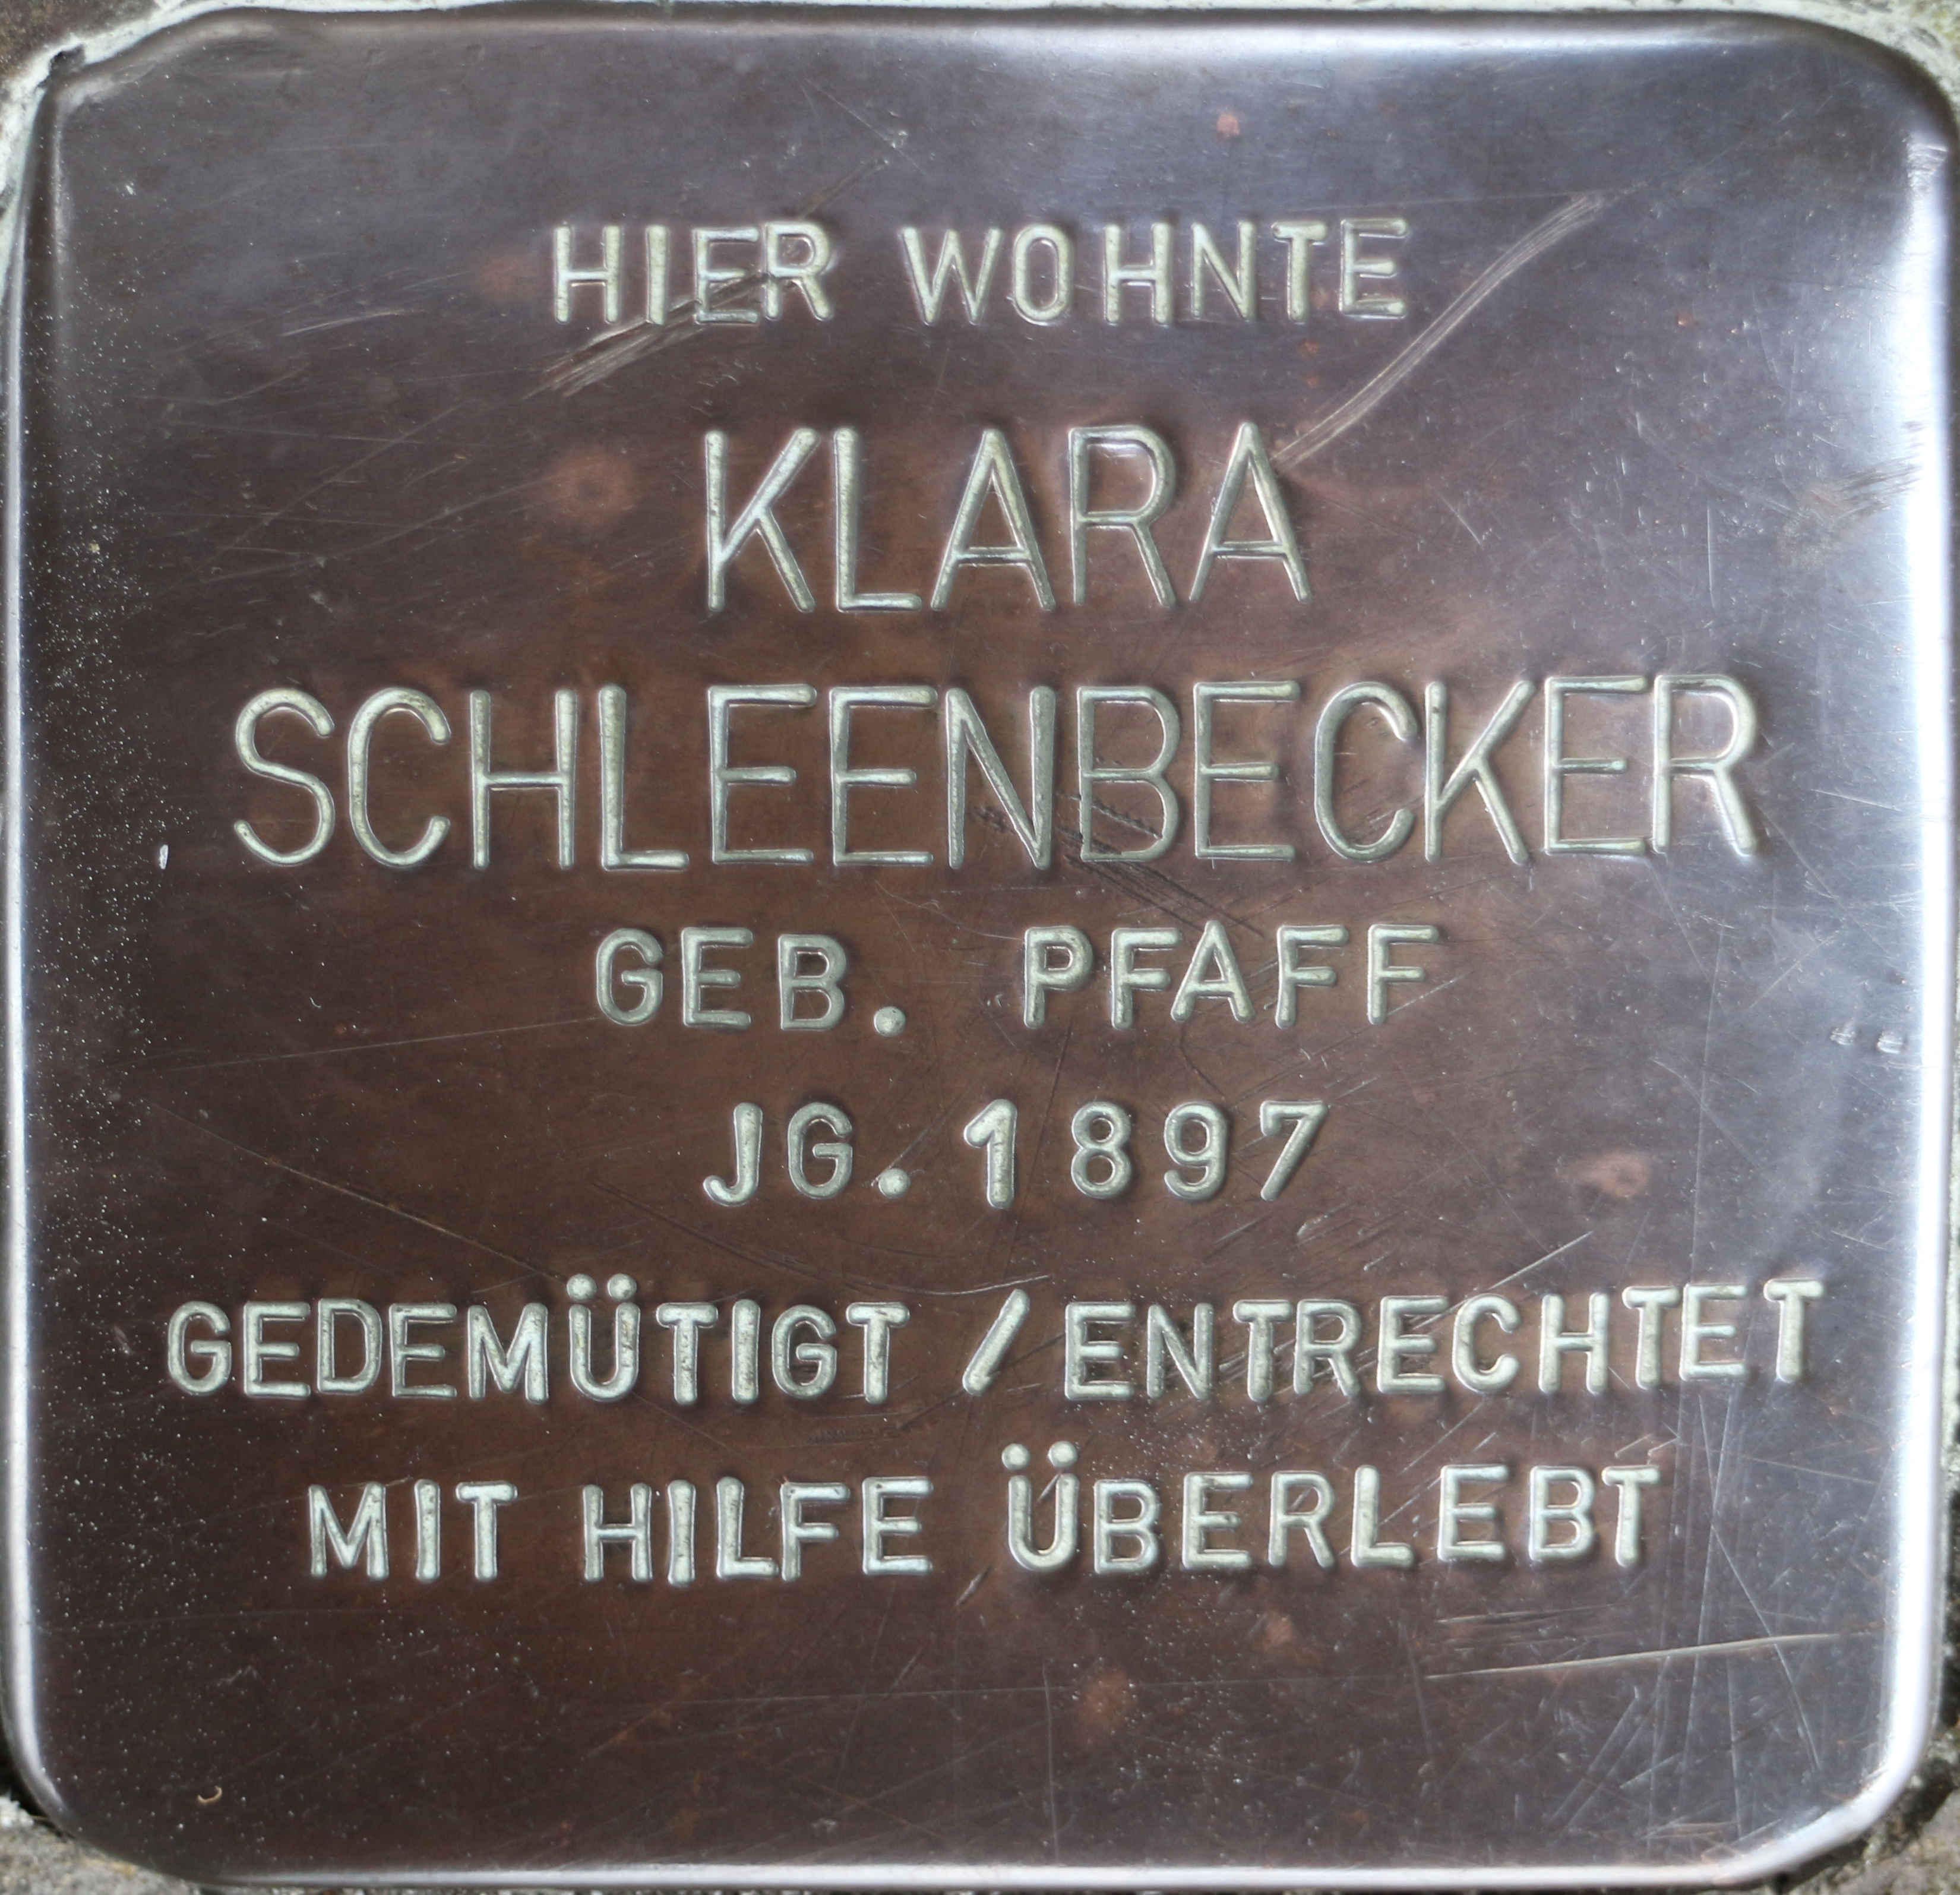 HIER WOHNTE
KLARA
SCHLEENBECKER
GEB. PFAFF
JG. 1897
GEDEMÜTIGT / ENTRECHTET
MIT HILFE ÜBERLEBT